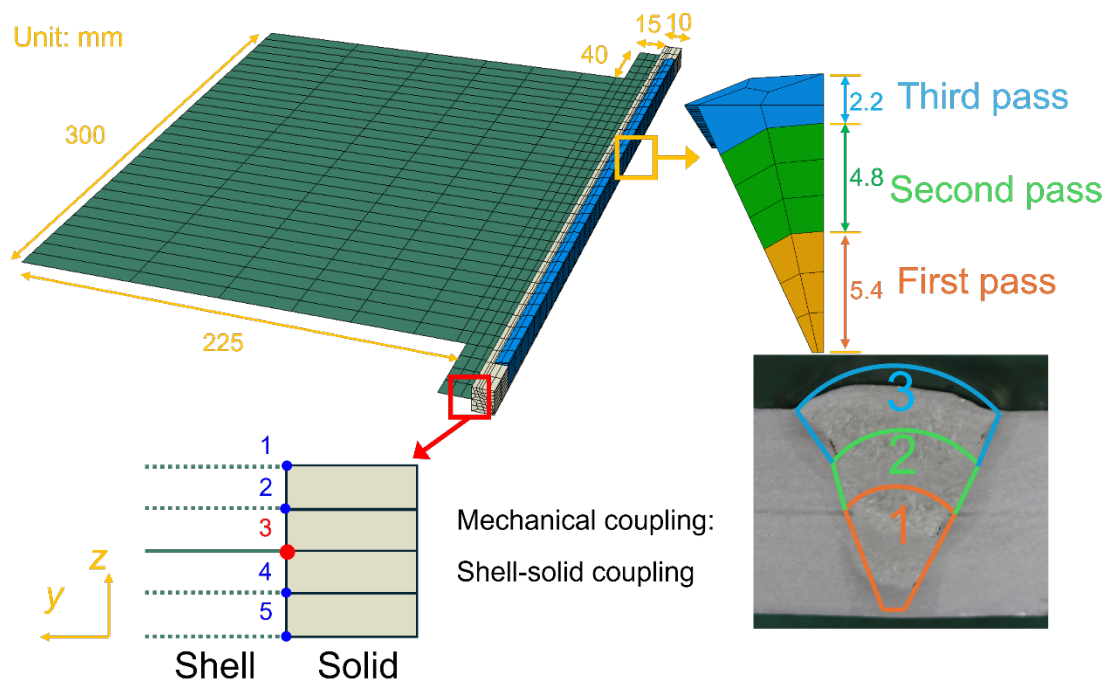 Unit: mm
15
10
40
300
225
2.2
Third pass
4.8
Second pass
5.4
First pass
3
2
1
1
2
3
4
5
z
y
Shell
Solid
Mechanical coupling:
Shell-solid coupling